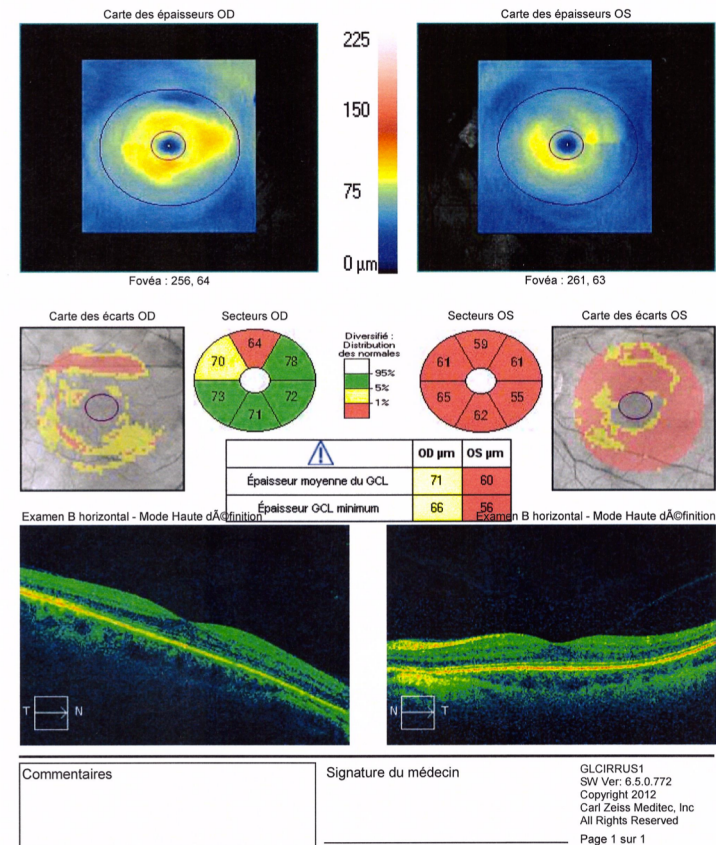 Carte des épaisseurs OD
Carte des épaisseurs OS
225
150
75
0 µm
Fovéa : 256, 64
Fovéa : 261, 63
Carte des écarts OD
Secteurs OD
Secteurs OS
Carte des écarts OS
Diversifié :
Distribution
des normales
95%
5%
1%
64
70
78
73
72
71
59
61
61
65
55
62
OD µm
OS µm
Épaisseur moyenne du GCL
71
60
Épaisseur GCL minimum
66
56
Examen B horizontal - Mode Haute dÃ©finition
Examen B horizontal - Mode Haute dÃ©finition
T
N
N
T
Commentaires
Signature du médecin
GLCIRRUS1
SW Ver: 6.5.0.772
Copyright 2012
Carl Zeiss Meditec, Inc
All Rights Reserved
Page 1 sur 1